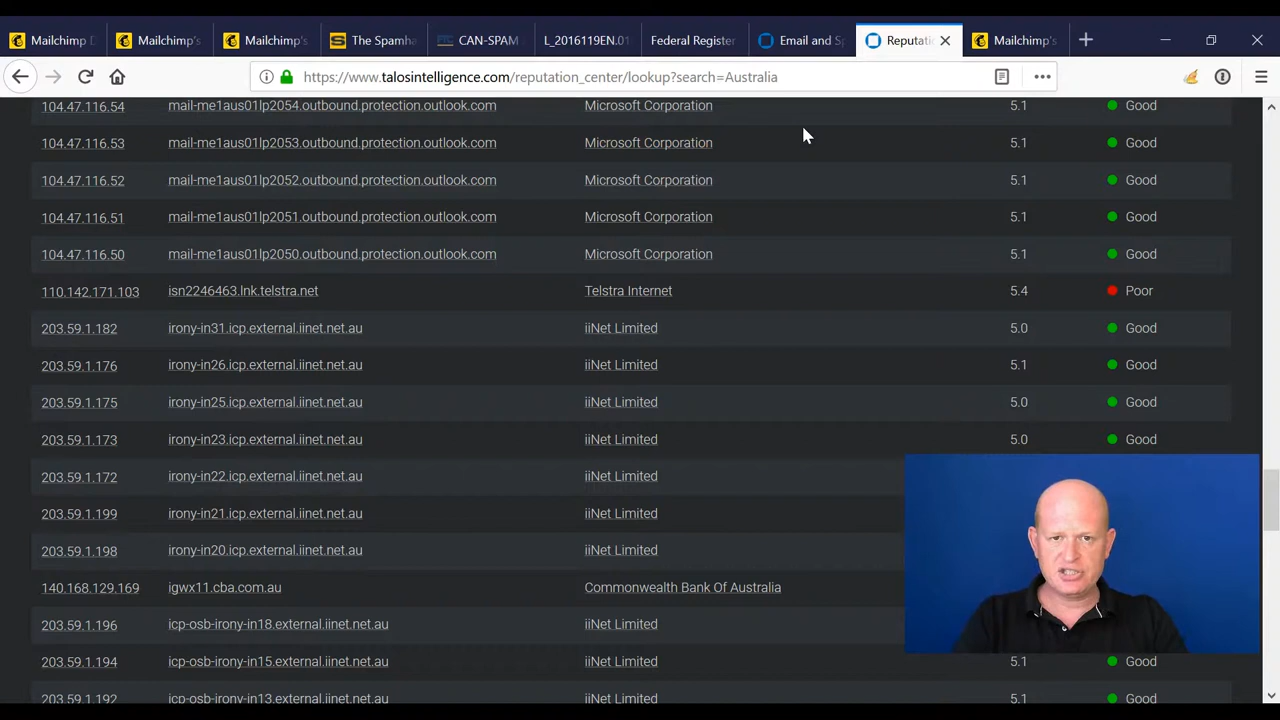 Mailchimp D
Mailchimp's
Mailchimp's
The Spamha
CAN-SPAM
L_2016119EN.01
Federal Register
Email and Sp
Reputati
Mailchimp's
https://www.talosintelligence.com/reputation_center/lookup?search=Australia
104.47.116.54 mail-me1aus01lp2054.outbound.protection.outlook.com Microsoft Corporation 5.1 Good
104.47.116.53 mail-me1aus01lp2053.outbound.protection.outlook.com Microsoft Corporation 5.1 Good
104.47.116.52 mail-me1aus01lp2052.outbound.protection.outlook.com Microsoft Corporation 5.1 Good
104.47.116.51 mail-me1aus01lp2051.outbound.protection.outlook.com Microsoft Corporation 5.1 Good
104.47.116.50 mail-me1aus01lp2050.outbound.protection.outlook.com Microsoft Corporation 5.1 Good
110.142.171.103 isn2246463.lnk.telstra.net Telstra Internet 5.4 Poor
203.59.1.182 irony-in31.icp.external.iinet.net.au iiNet Limited 5.0 Good
203.59.1.176 irony-in26.icp.external.iinet.net.au iiNet Limited 5.1 Good
203.59.1.175 irony-in25.icp.external.iinet.net.au iiNet Limited 5.0 Good
203.59.1.173 irony-in23.icp.external.iinet.net.au iiNet Limited 5.0 Good
203.59.1.172 irony-in22.icp.external.iinet.net.au iiNet Limited
203.59.1.199 irony-in21.icp.external.iinet.net.au iiNet Limited
203.59.1.198 irony-in20.icp.external.iinet.net.au iiNet Limited
140.168.129.169 igwx11.cba.com.au Commonwealth Bank Of Australia
203.59.1.196 icp-osb-irony-in18.external.iinet.net.au iiNet Limited
203.59.1.194 icp-osb-irony-in15.external.iinet.net.au iiNet Limited 5.1 Good
203.59.1.192 icp-osb-irony-in13.external.iinet.net.au iiNet Limited 5.1 Good